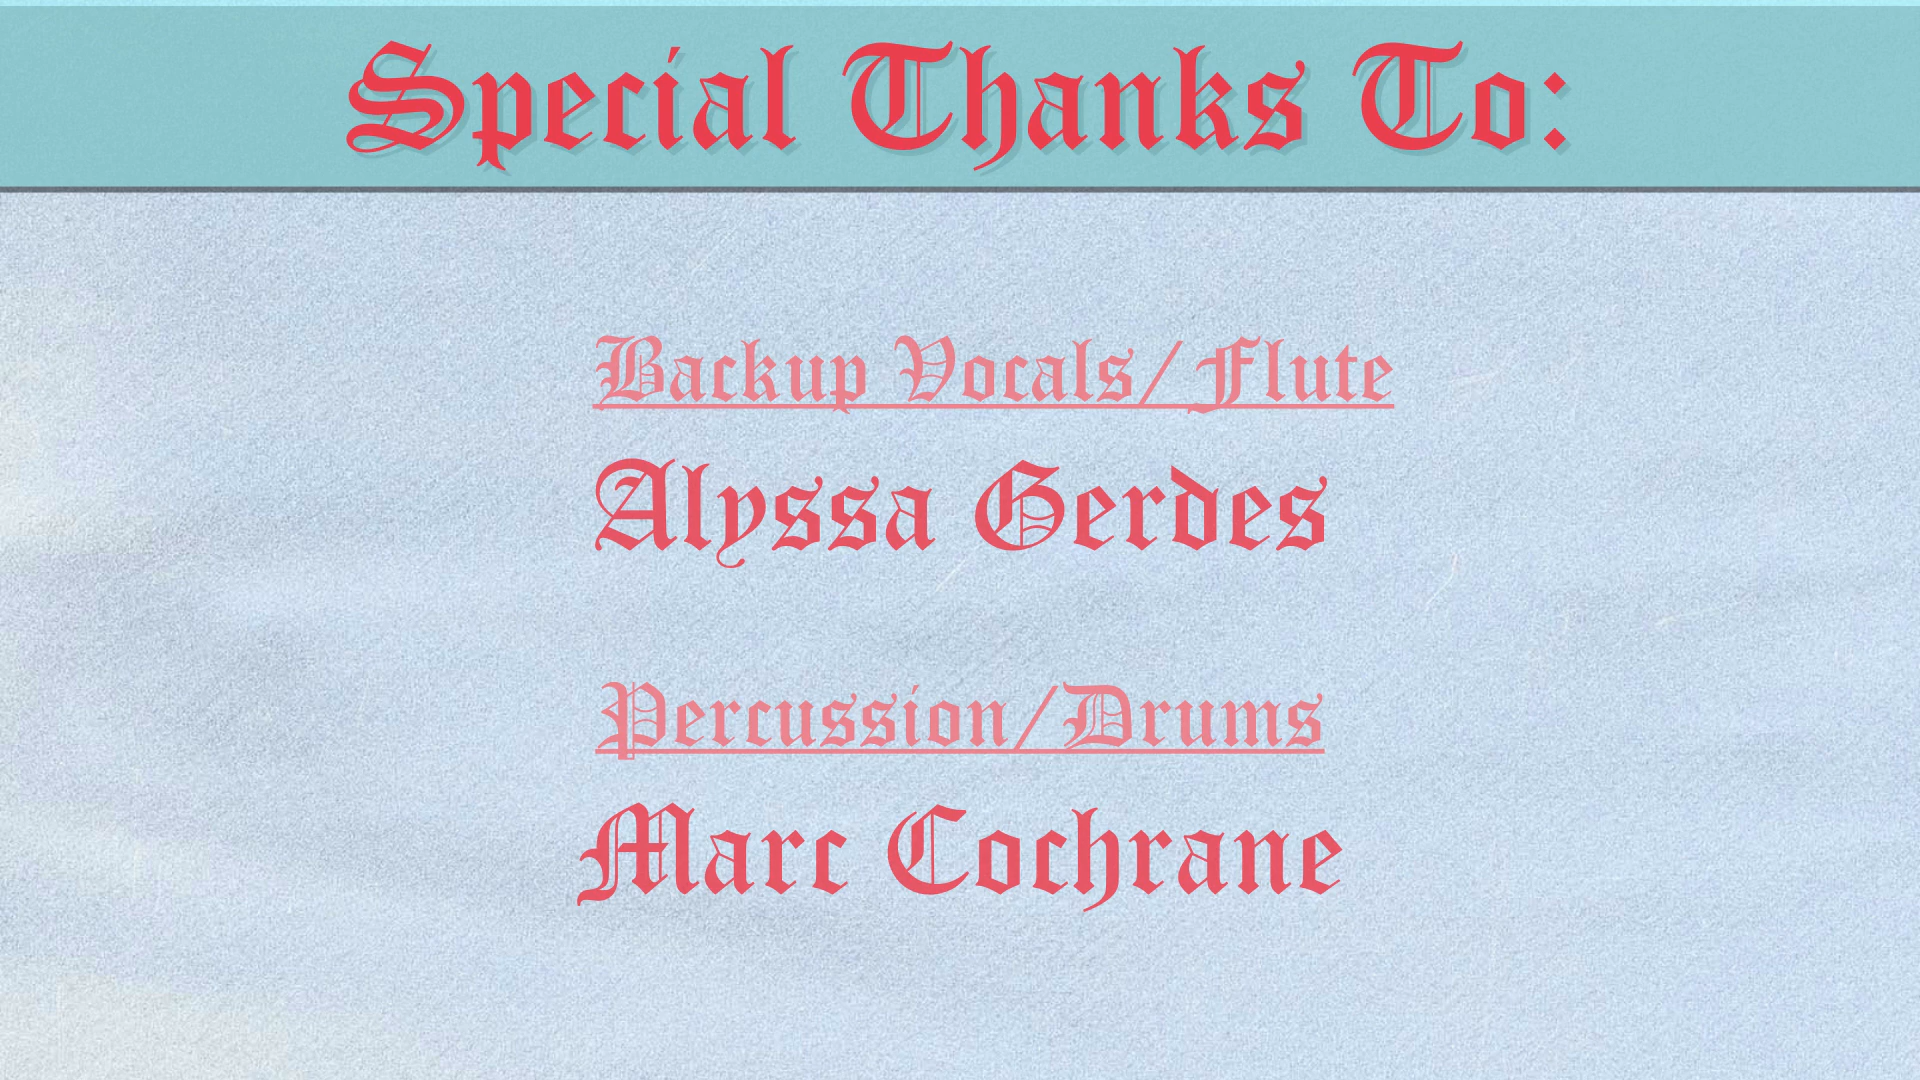 Special Thanks To:
Backup Vocals/Flute
Alyssa Gerdes
Percussion/Drums
Marc Cochrane